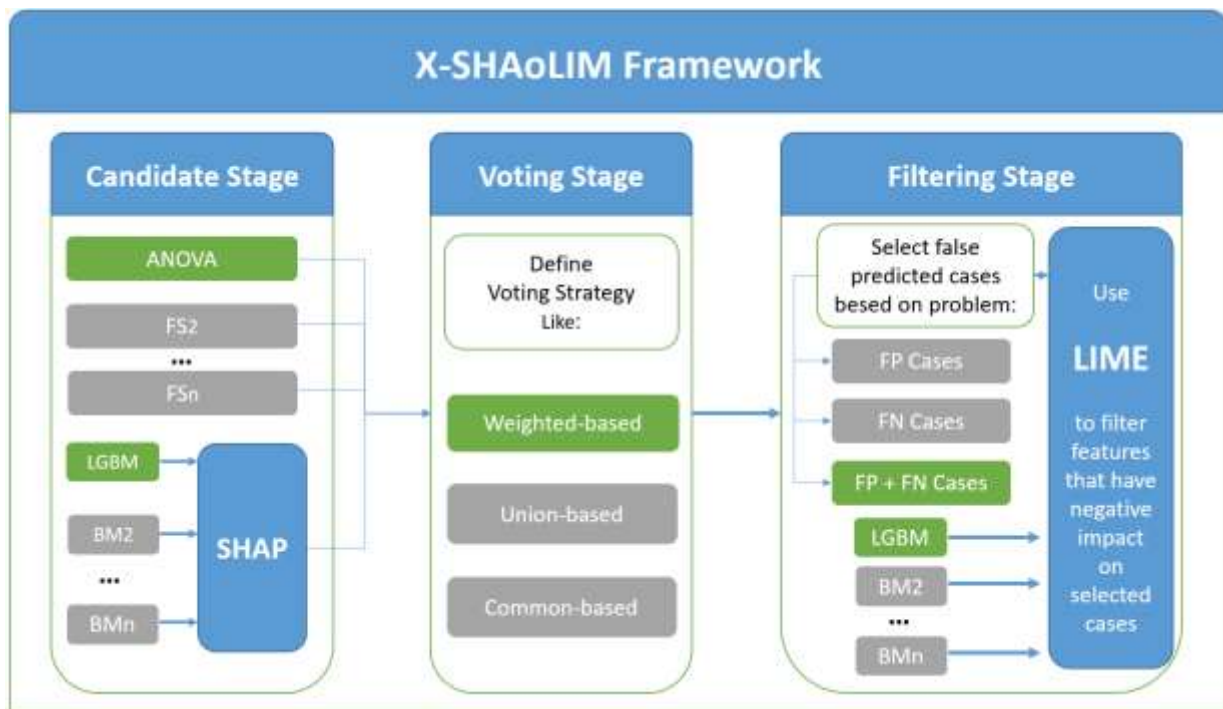 X-SHAoLIM Framework
Candidate Stage
ANOVA
FS2
...
FSn
LGBM
BM2
...
BMn
SHAP
Voting Stage
Define
Voting Strategy
Like:
Weighted-based
Union-based
Common-based
Filtering Stage
Select false
predicted cases
besed on problem:
FP Cases
FN Cases
FP + FN Cases
LGBM
BM2
...
BMn
Use
LIME
to filter
features
that have
negative
impact
on
selected
cases